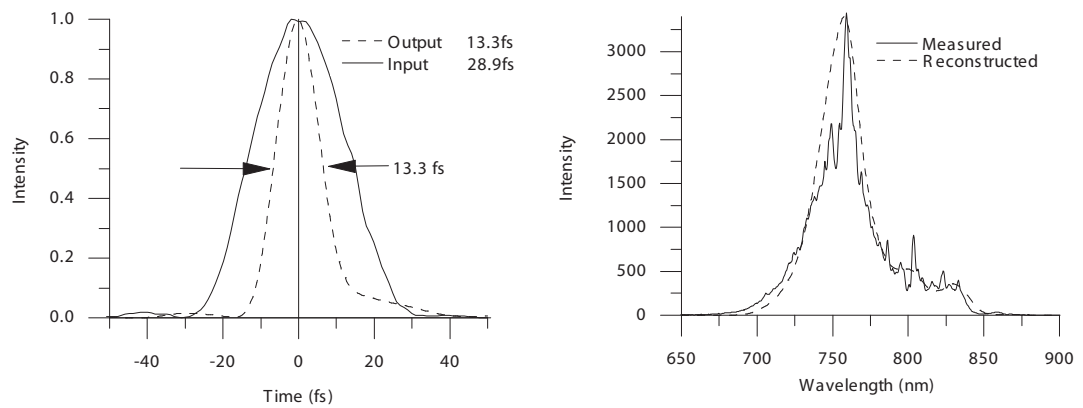 1.0
0.8
0.6
0.4
0.2
0.0
Intensity
Output 13.3fs
Input 28.9fs
13.3 fs
-40 -20 0 20 40
Time (fs)
3000
2500
2000
1500
1000
500
0
Intensity
Measured
Reconstructed
650 700 750 800 850 900
Wavelength (nm)